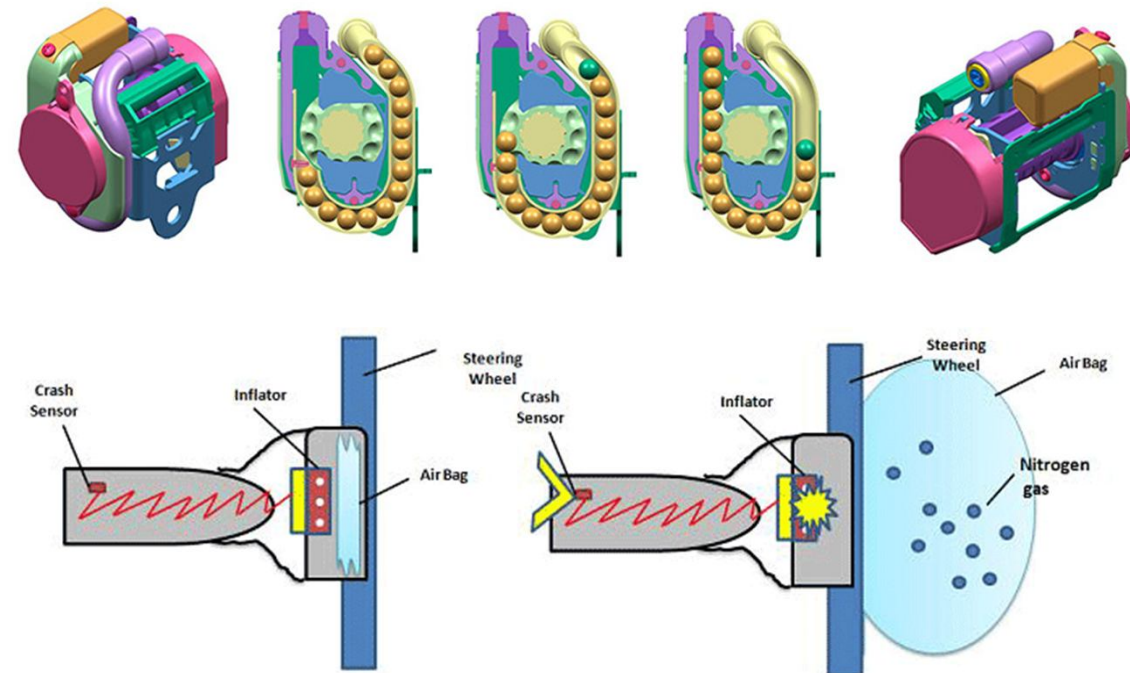 Crash
Sensor
Inflator
Steering
Wheel
Air Bag
Crash
Sensor
Inflator
Steering
Wheel
Air Bag
Nitrogen
gas